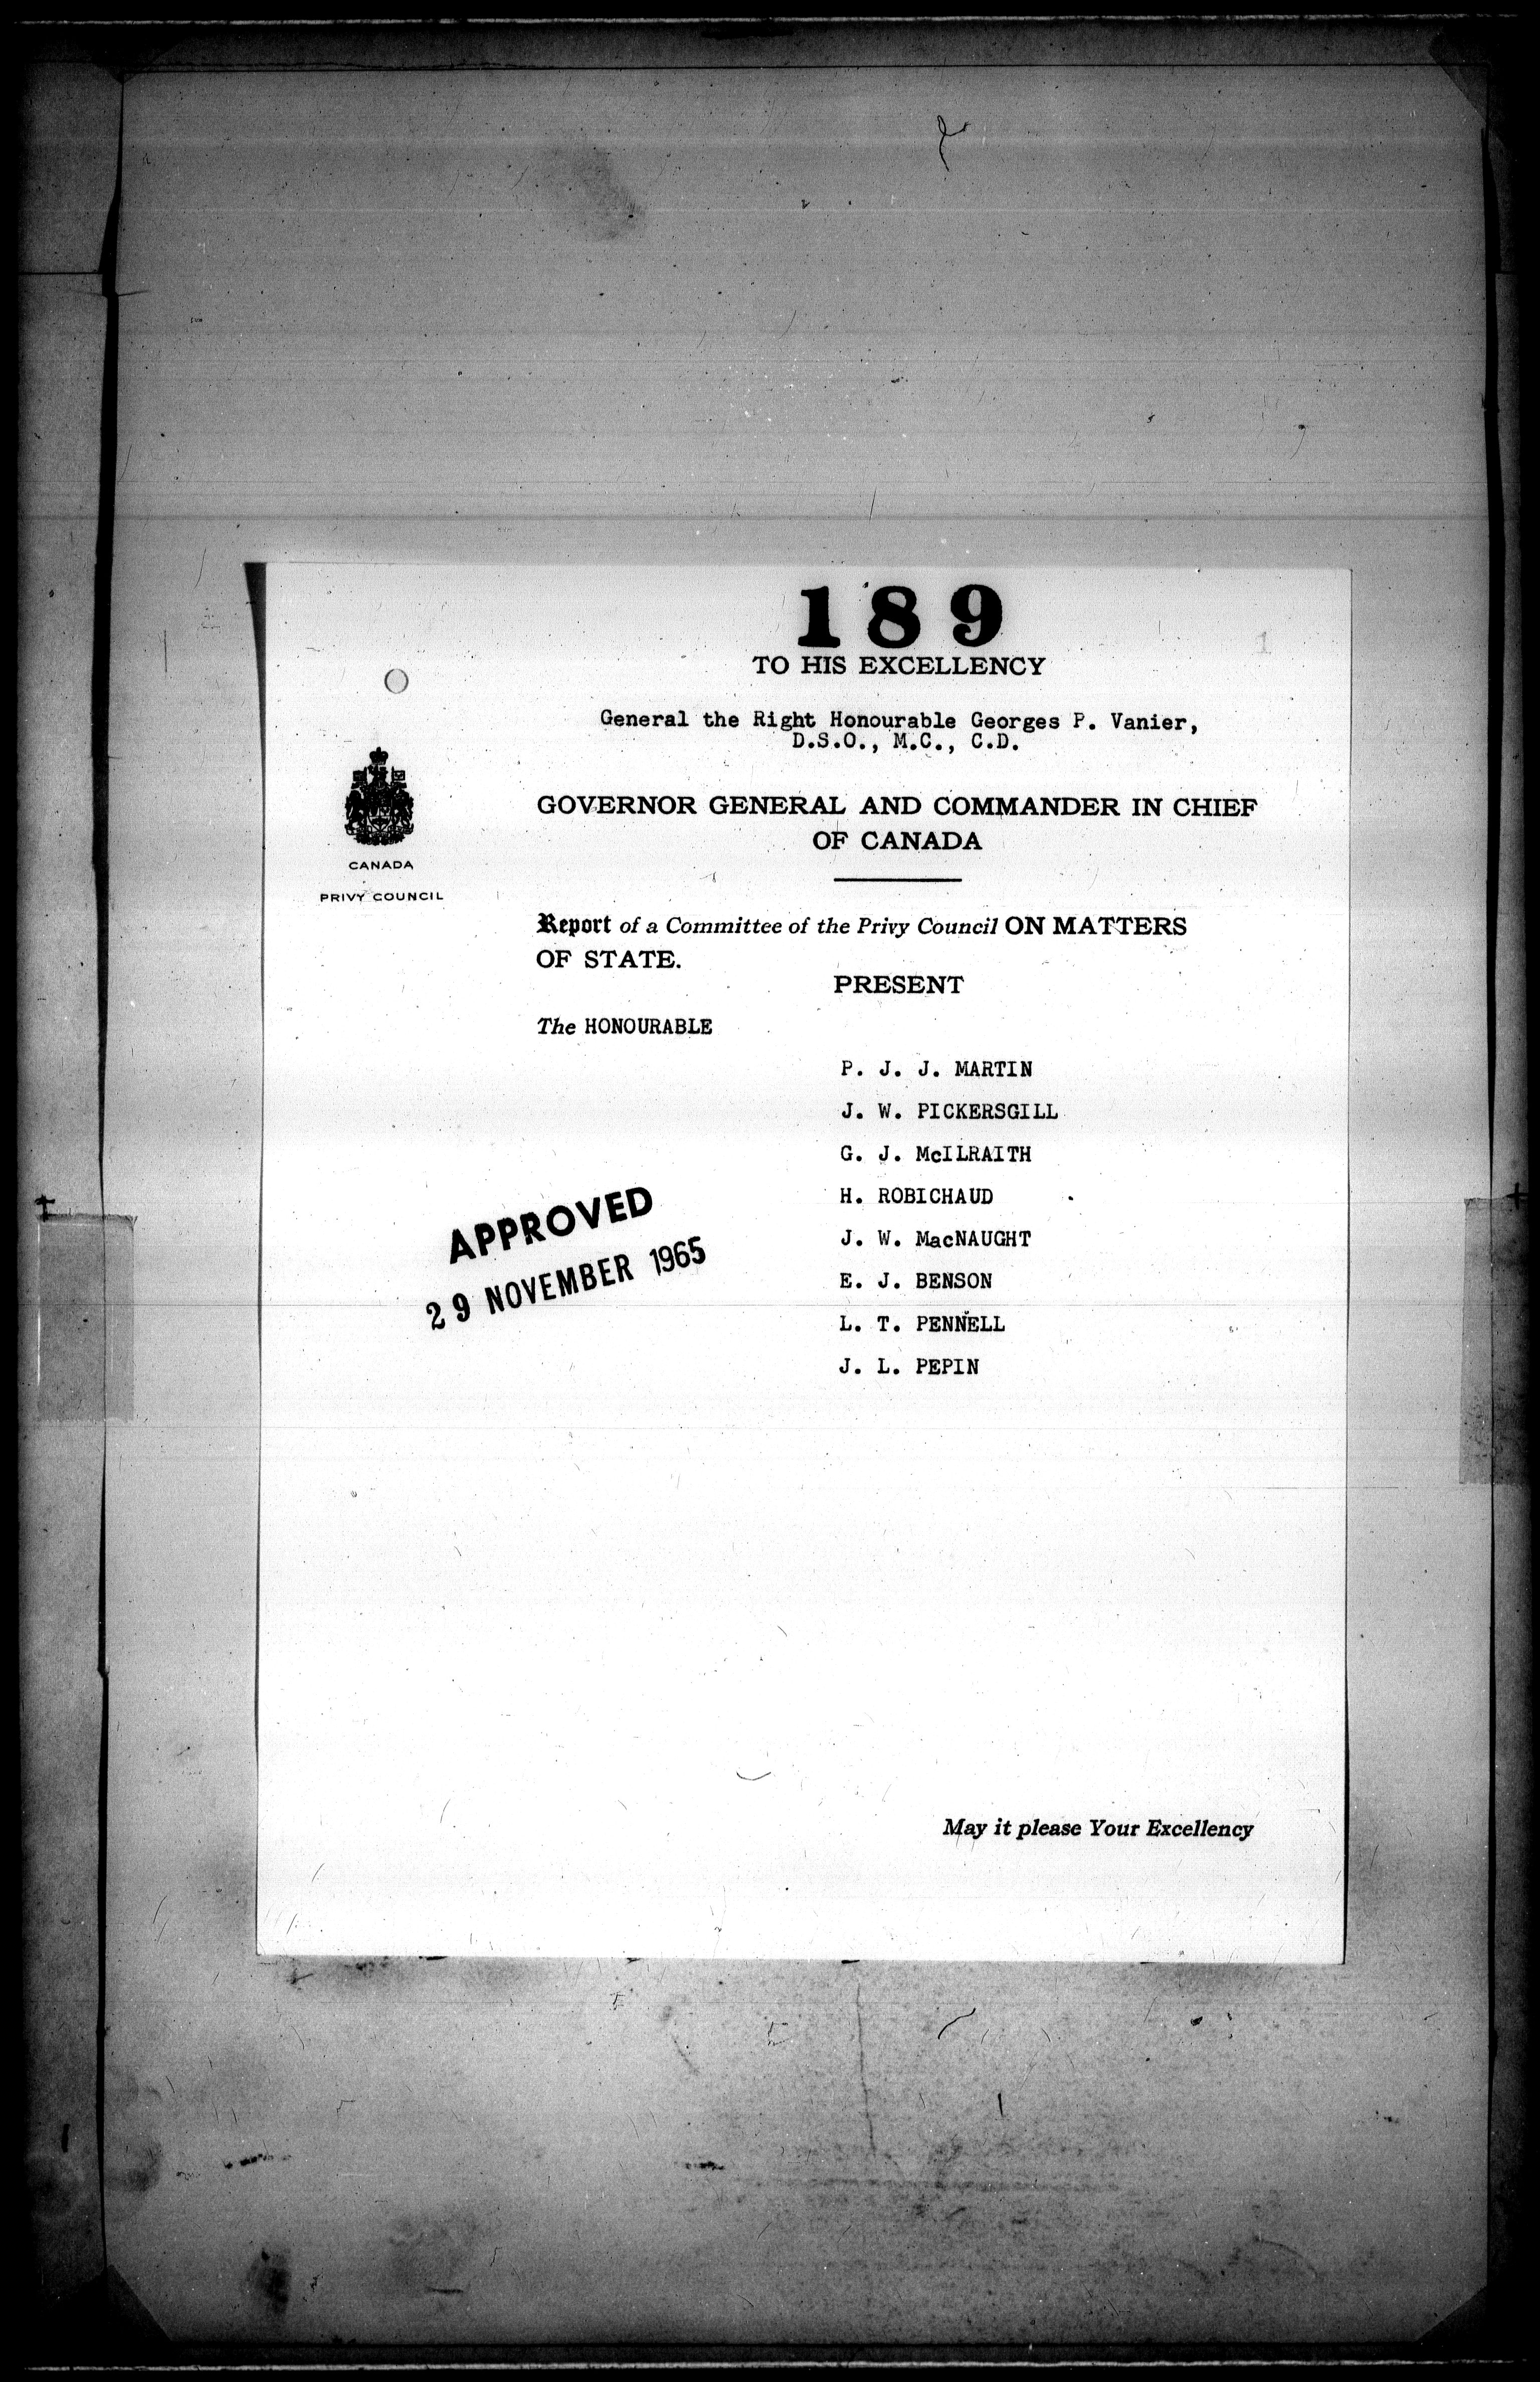 189
TO HIS EXCELLENCY
General the Right Honourable Georges P. Vanier,
D.S.O., M.C., C.D.
GOVERNOR GENERAL AND COMMANDER IN CHIEF
OF CANADA
CANADA
PRIVY COUNCIL
Report of a Committee of the Privy Council ON MATTERS
OF STATE.
PRESENT
The HONOURABLE
P. J. J. MARTIN
J. W. PICKERSGILL
G. J. McILRAITH
H. ROBICHAUD
J. W. MacNAUGHT
E. J. BENSON
L. T. PENNELL
J. L. PEPIN
APPROVED
29 NOVEMBER 1965
May it please Your Excellency